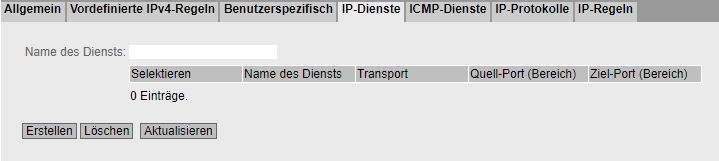 Allgemein Vordefinierte IPv4-Regeln Benutzerspezifisch IP-Dienste ICMP-Dienste IP-Protokolle IP-Regeln
Name des Diensts:
Selektieren Name des Diensts Transport Quell-Port (Bereich) Ziel-Port (Bereich)
0 Einträge.
Erstellen Löschen Aktualisieren